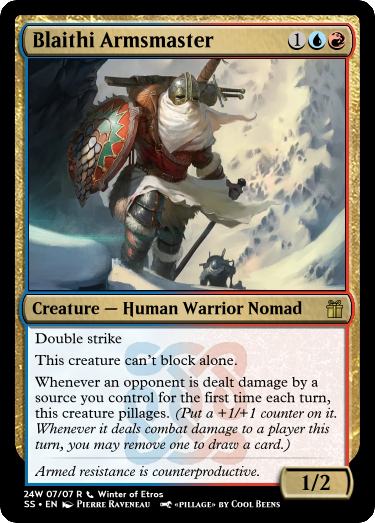 Blaithi Armsmaster 1
Creature — Human Warrior Nomad
Double strike
This creature can't block alone.
Whenever an opponent is dealt damage by a
source you control for the first time each turn,
this creature pillages. (Put a +1/+1 counter on it.
Whenever it deals combat damage to a player this
turn, you may remove one to draw a card.)
Armed resistance is counterproductive.
1/2
24W 07/07 R Winter of Etros
SS • EN Pierre Raveneau «pillage» by Cool Beens